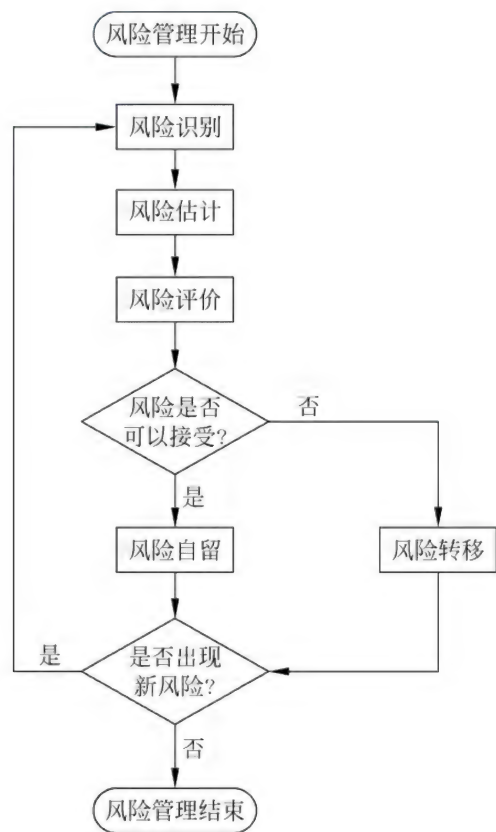 风险管理开始
风险识别
风险估计
风险评价
风险是否
可以接受?
否
是
风险自留
风险转移
是
是否出现
新风险?
否
风险管理结束